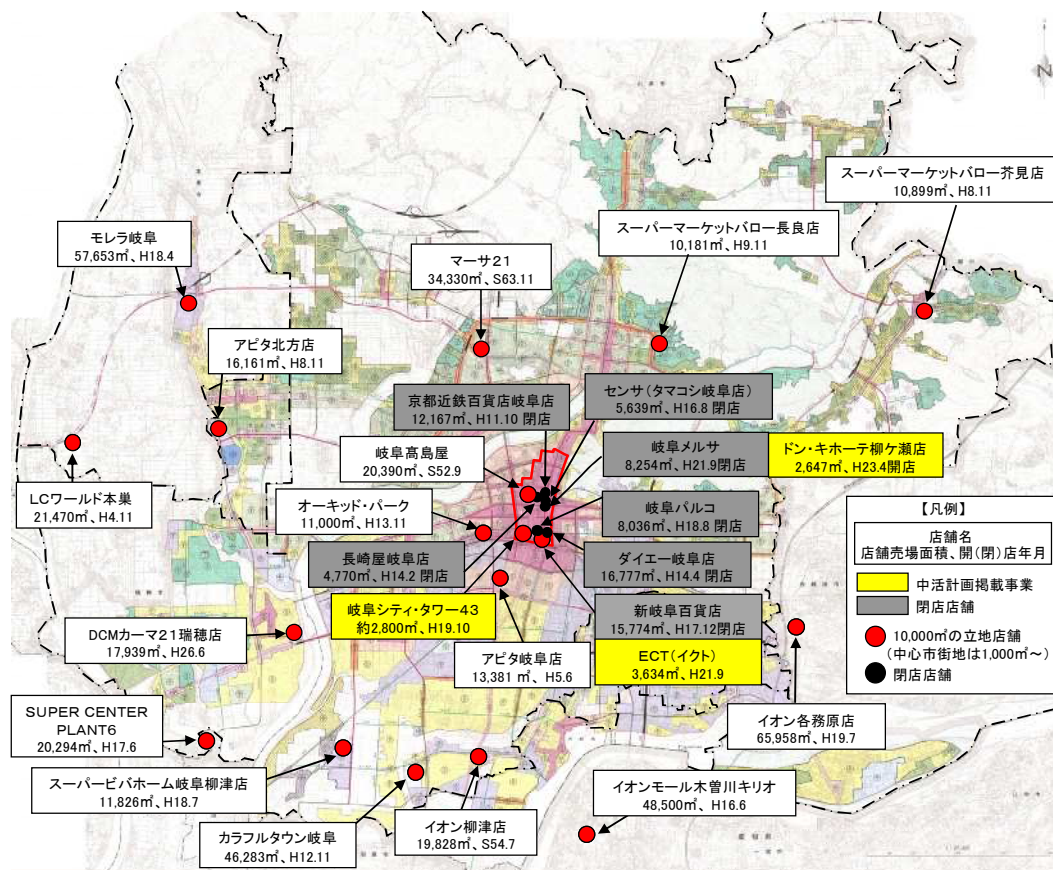 スーパーマーケットバロー芥見店
10,899㎡、H8.11
スーパーマーケットバロー長良店
10,181㎡、H9.11
モレラ岐阜
57,653㎡、H18.4
マーサ21
34,330㎡、S63.11
アピタ北方店
16,161㎡、H8.11
京都近鉄百貨店岐阜店
12,167㎡、H11.10 閉店
センサ(タマコシ岐阜店)
5,639㎡、H16.8 閉店
岐阜髙島屋
20,390㎡、S52.9
岐阜メルサ
8,254㎡、H21.9閉店
ドン・キホーテ柳ケ瀬店
2,647㎡、H23.4開店
LCワールド本巣
21,470㎡、H4.11
オーキッド・パーク
11,000㎡、H13.11
岐阜パルコ
8,036㎡、H18.8 閉店
長崎屋岐阜店
4,770㎡、H14.2 閉店
ダイエー岐阜店
16,777㎡、H14.4 閉店
岐阜シティ・タワー43
約2,800㎡、H19.10
新岐阜百貨店
15,774㎡、H17.12閉店
ECT(イクト)
3,634㎡、H21.9
DCMカーマ21瑞穂店
17,939㎡、H26.6
アピタ岐阜店
13,381 ㎡、H5.6
【凡例】
店舗名
店舗売場面積、開(閉)店年月
中活計画掲載事業
閉店店舗
10,000㎡の立地店舗
(中心市街地は1,000㎡~)
閉店店舗
SUPER CENTER
PLANT6
20,294㎡、H17.6
イオン各務原店
65,958㎡、H19.7
スーパービバホーム岐阜柳津店
11,826㎡、H18.7
カラフルタウン岐阜
46,283㎡、H12.11
イオン柳津店
19,828㎡、S54.7
イオンモール木曽川キリオ
48,500㎡、H16.6
N